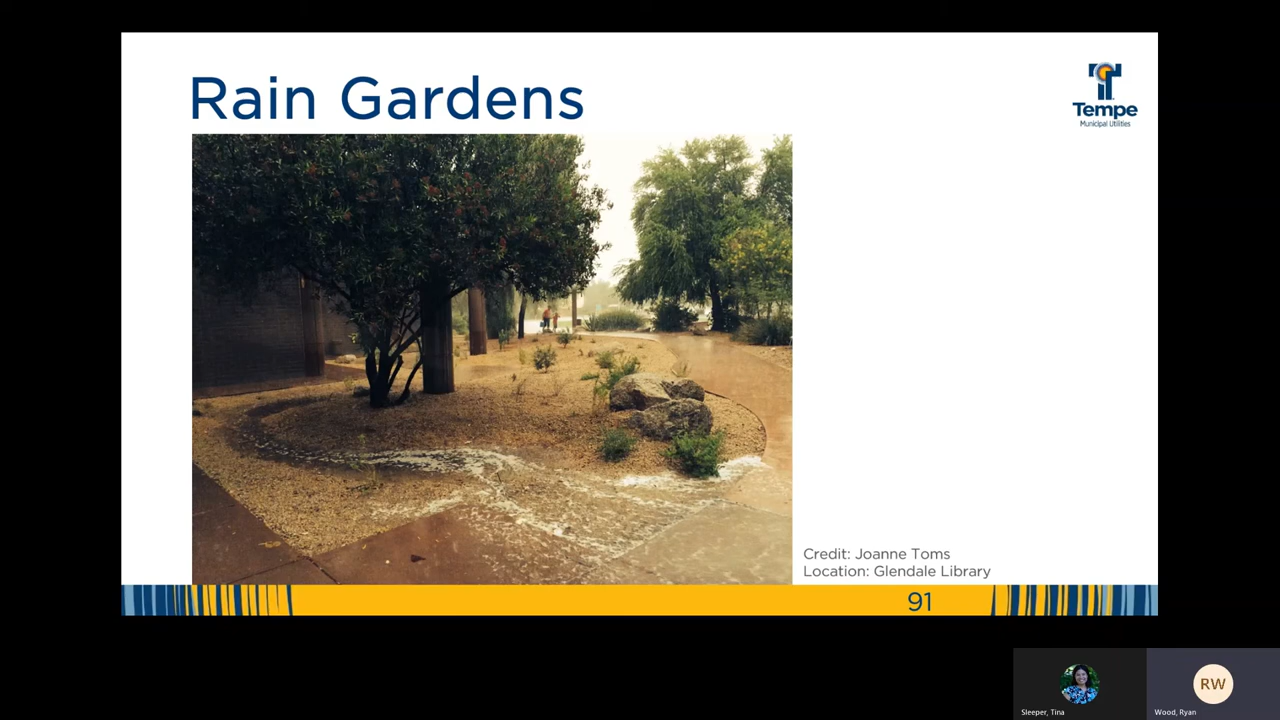 Rain Gardens
Tempe
Municipal Utilities
Credit: Joanne Toms
Location: Glendale Library
91
RW
Sleeper, Tina
Wood, Ryan